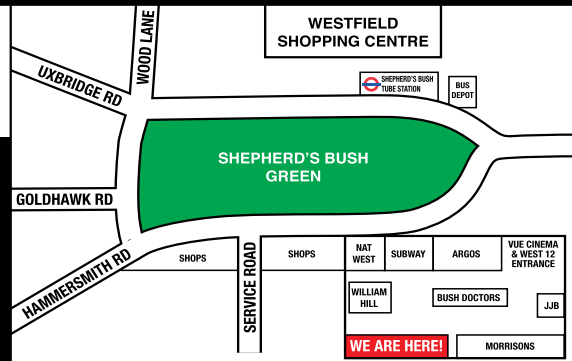 WESTFIELD
SHOPPING CENTRE
WOOD LANE
UXBRIDGE RD
SHEPHERD'S BUSH
TUBE STATION
BUS
DEPOT
SHEPHERD'S BUSH
GREEN
GOLDHAWK RD
HAMMERSMITH RD
SHOPS
SERVICE ROAD
SHOPS
NAT
WEST
SUBWAY
ARGOS
VUE CINEMA
& WEST 12
ENTRANCE
WILLIAM
HILL
BUSH DOCTORS
JJB
WE ARE HERE!
MORRISONS